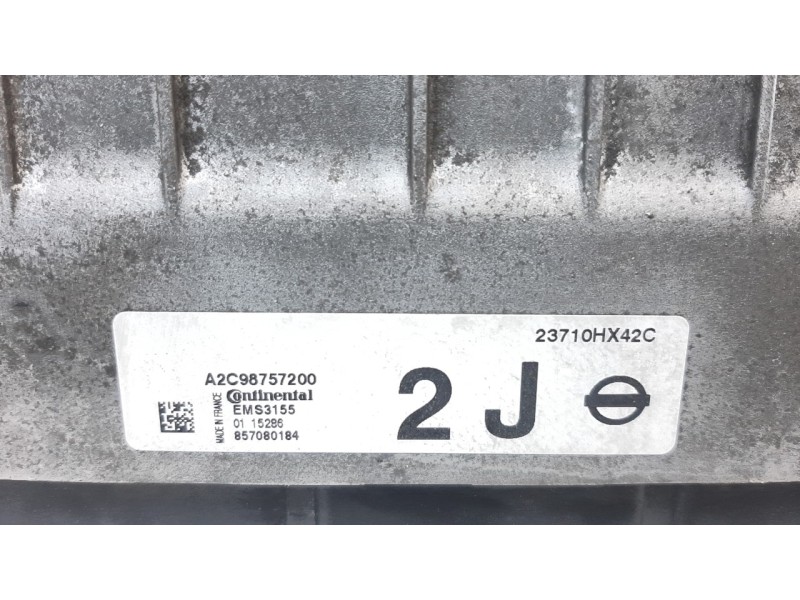 23710HX42C
A2C98757200
Continental
EMS3155
01 15286
857080184
MADE IN FRANCE
2 J